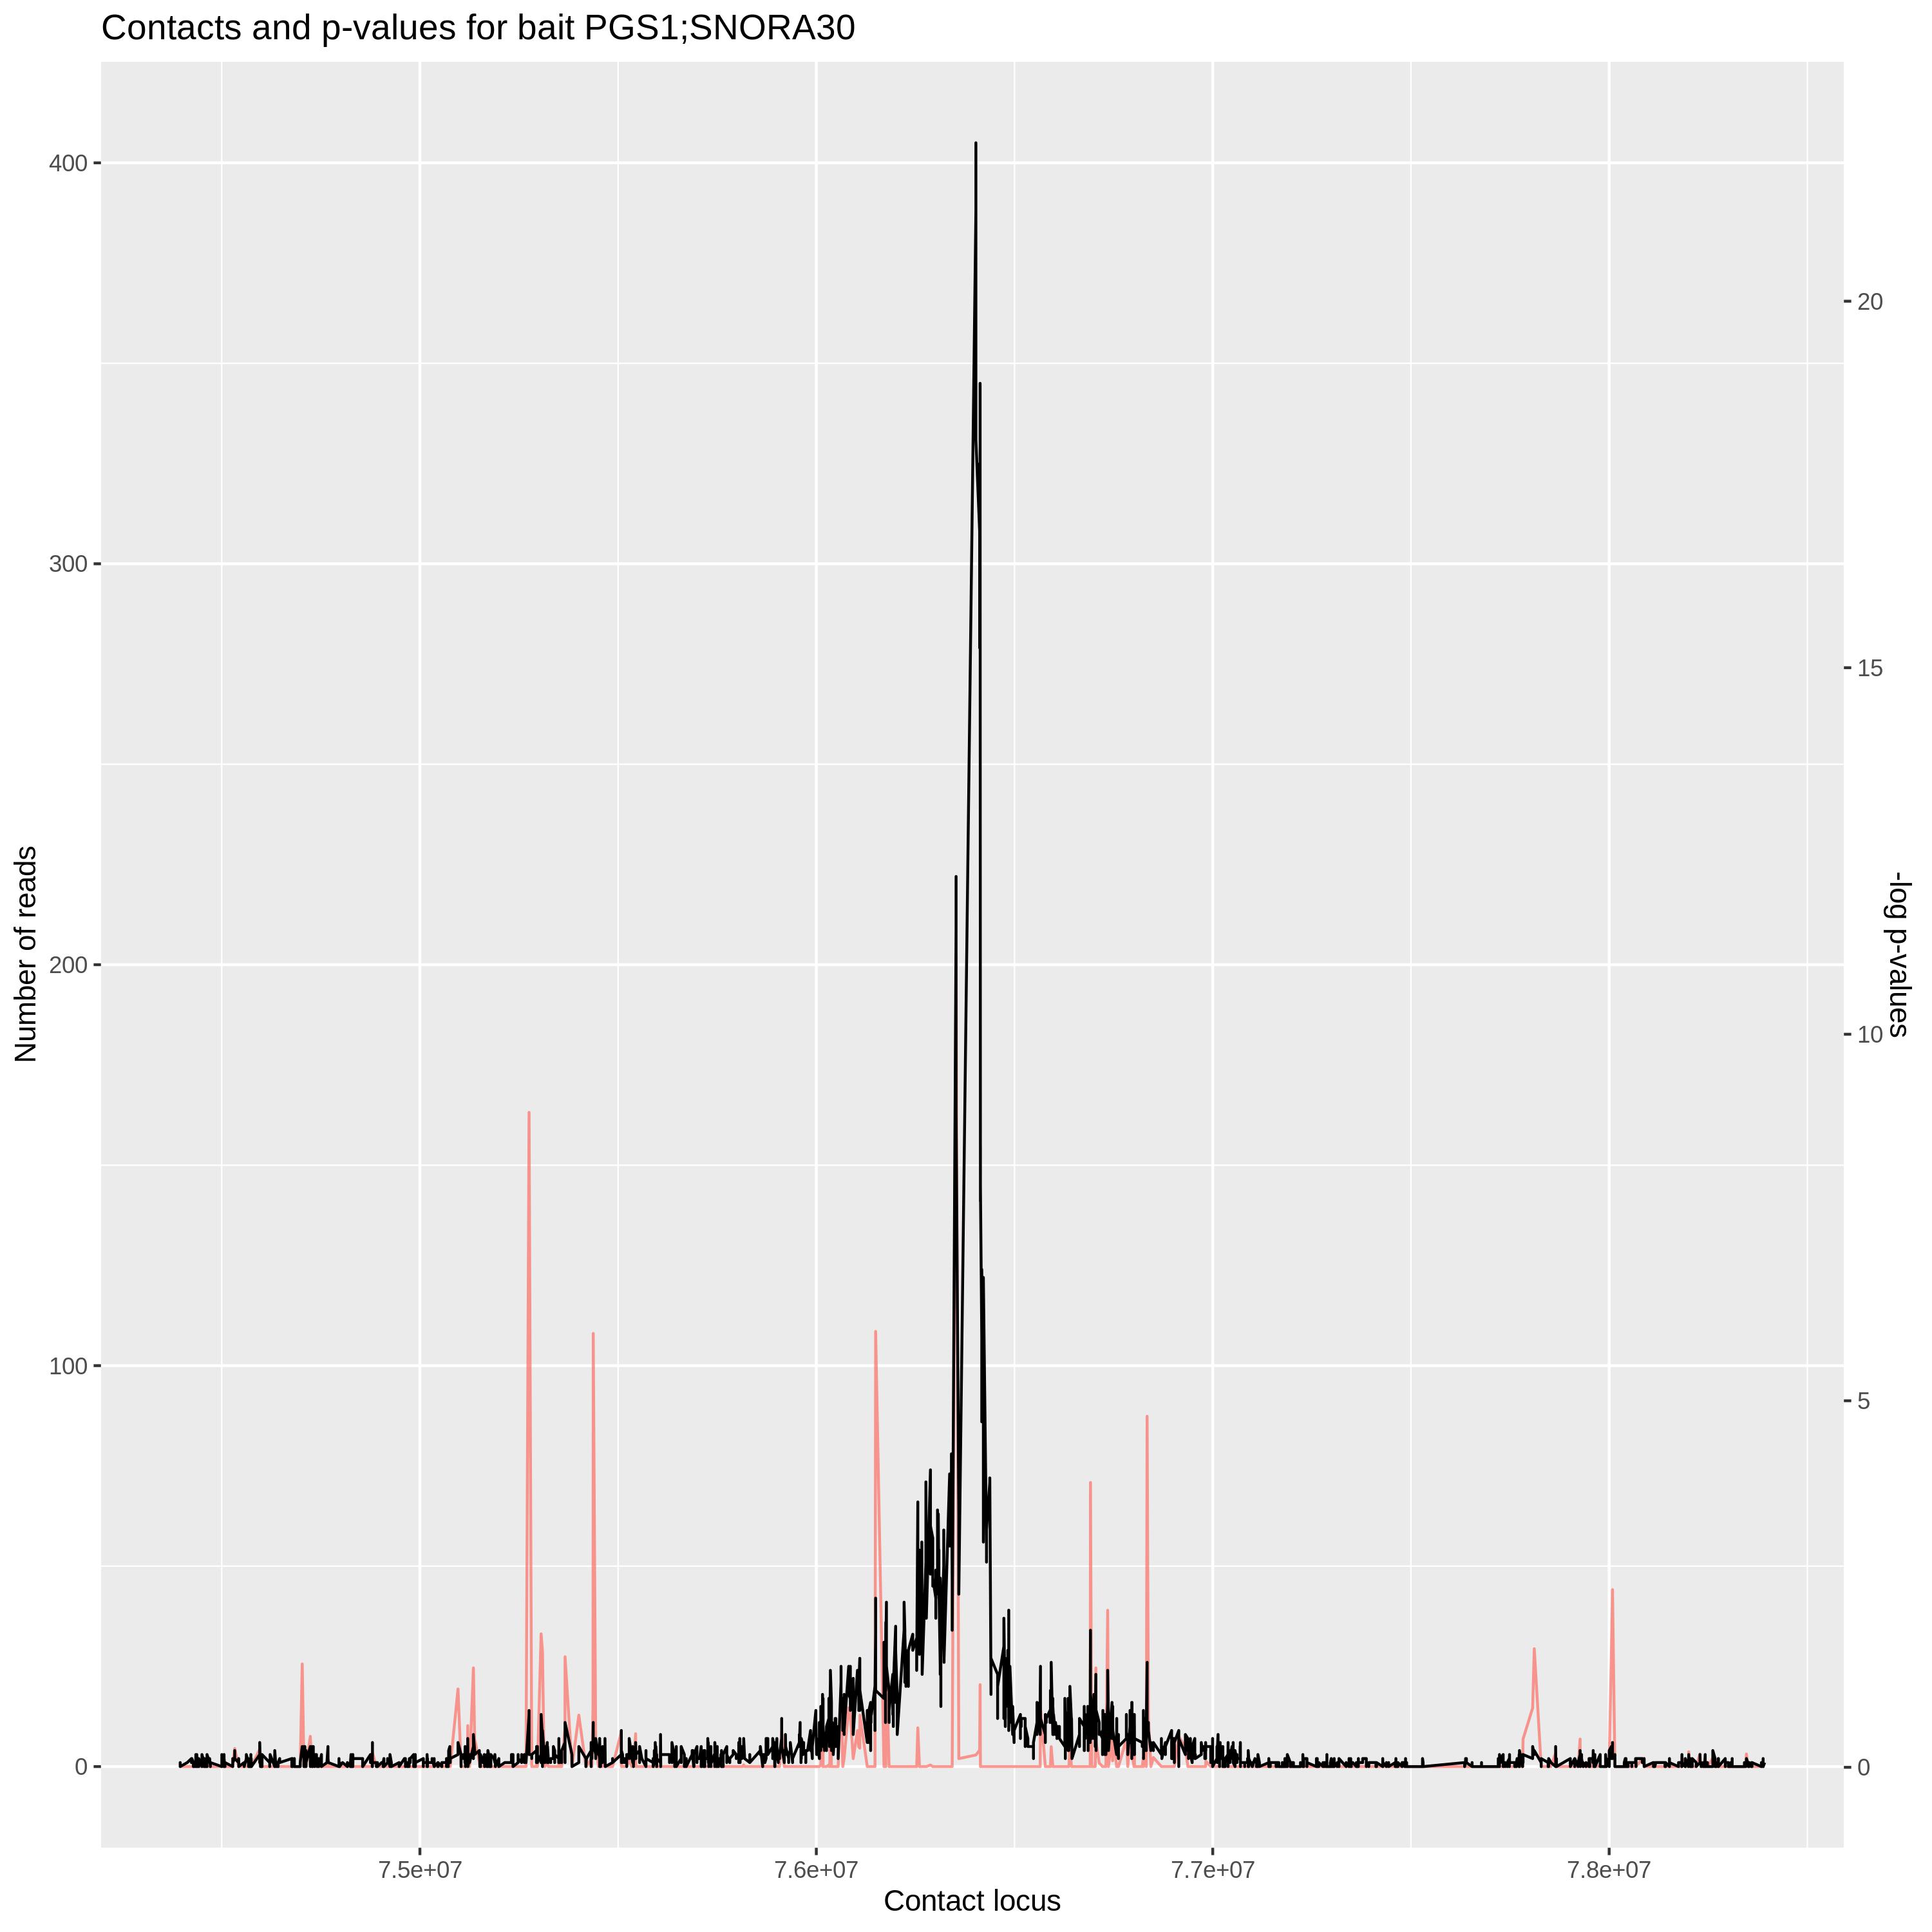 Contacts and p-values for bait PGS1;SNORA30
400
300
200
100
0
Number of reads
20
15
10
5
0
-log p-values
7.5e+07
7.6e+07
7.7e+07
7.8e+07
Contact locus